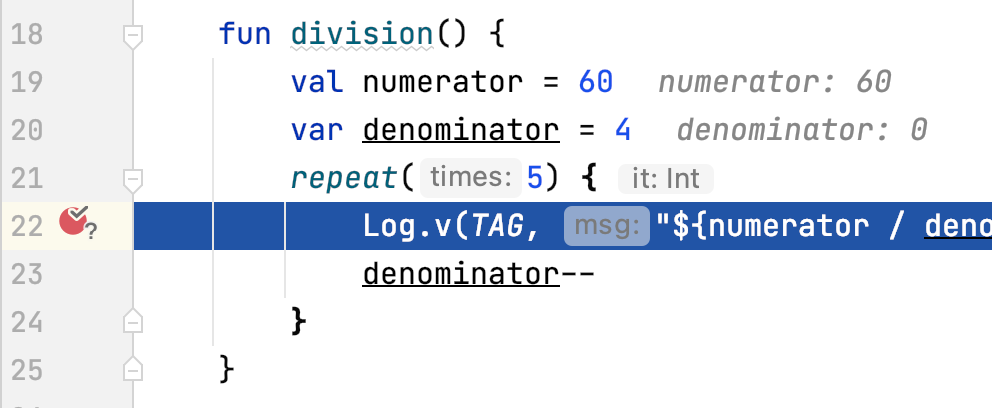 18 fun division() {
19 val numerator = 60 numerator: 60
20 var denominator = 4 denominator: 0
21 repeat( times: 5) { it: Int
22 ? Log.v(TAG, msg: "${numerator / deno
23 denominator--
24 }
25 }